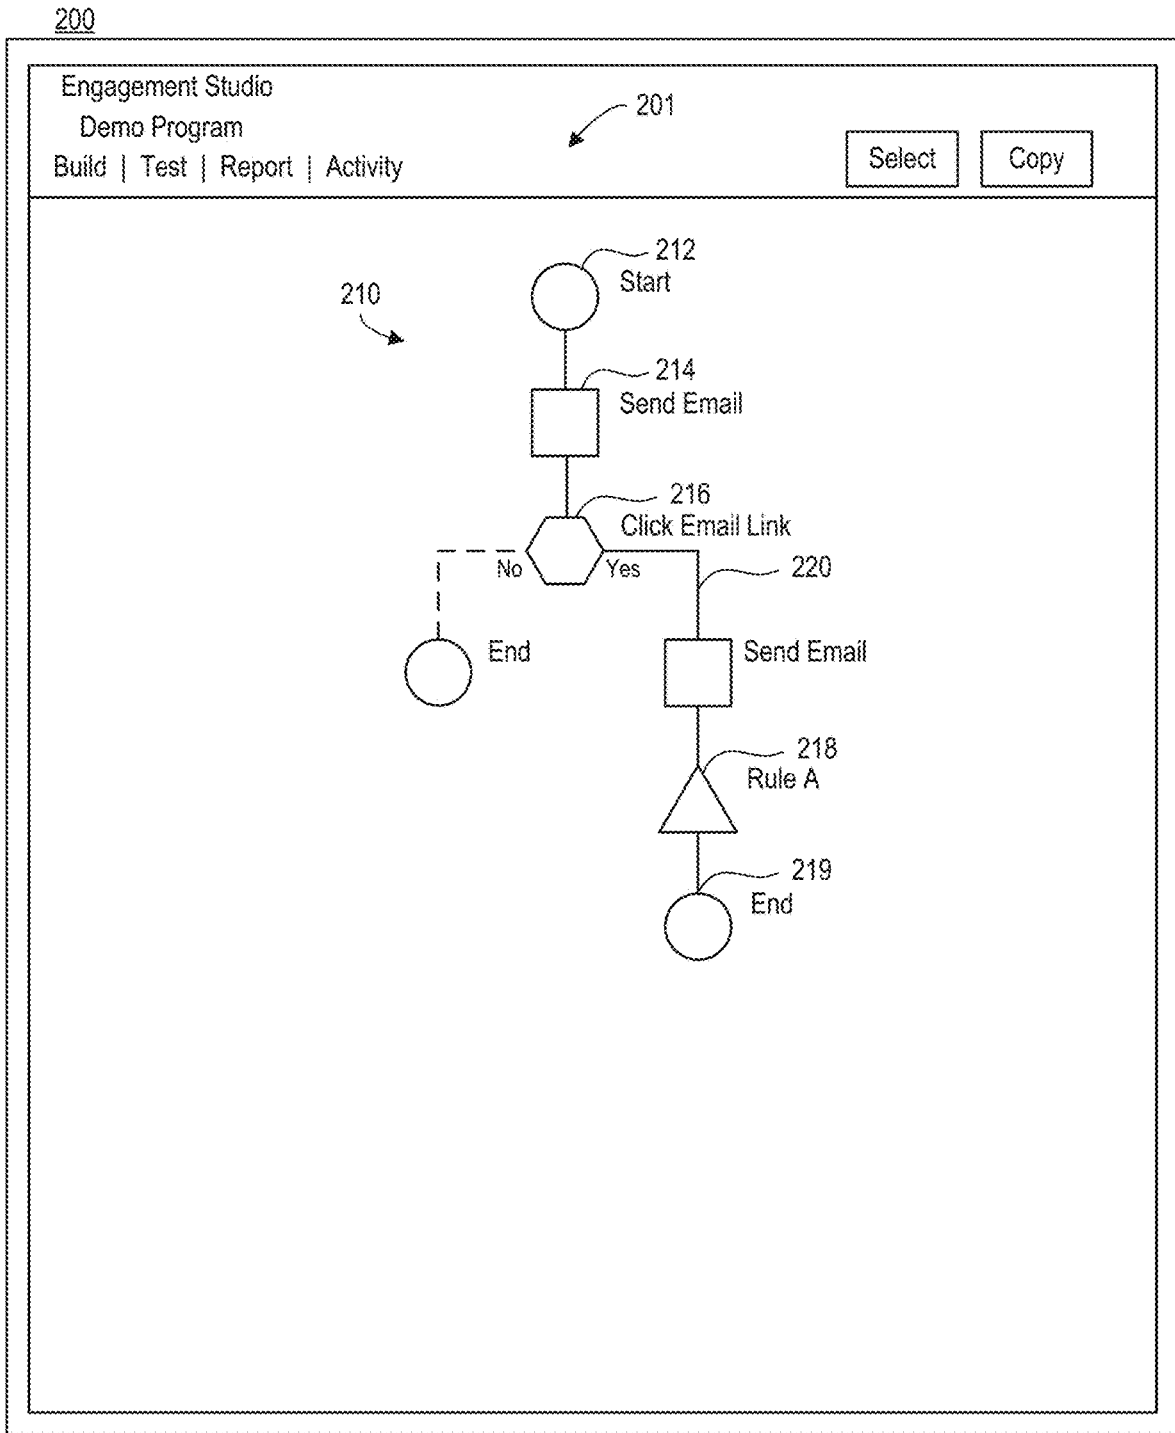 200
Engagement Studio
Demo Program
201
Build | Test | Report | Activity
Select
Copy
212
Start
210
214
Send Email
216
Click Email Link
No
Yes
220
End
Send Email
218
Rule A
219
End